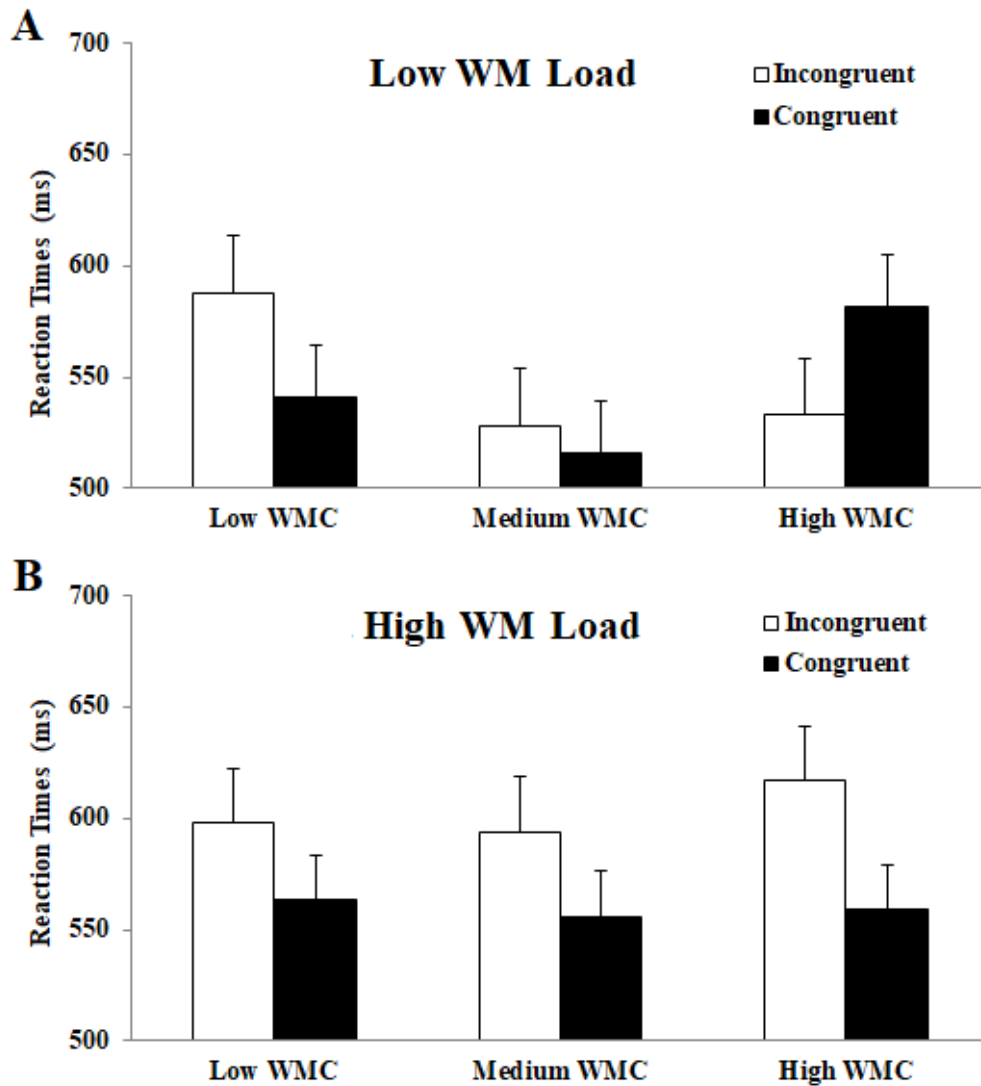 A
700
Low WM Load
Incongruent
Congruent
650
600
550
500
Reaction Times (ms)
Low WMC Medium WMC High WMC
B
700
High WM Load
Incongruent
Congruent
650
600
550
500
Reaction Times (ms)
Low WMC Medium WMC High WMC